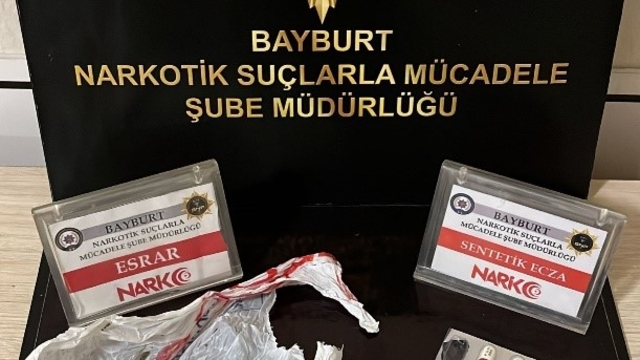 BAYBURT
NARKOTİK SUÇLARLA MÜCADELE
ŞUBE MÜDÜRLÜĞÜ
BAYBURT
NARKOTİK SUÇLARLA
MÜCADELE ŞUBE MÜDÜRLÜĞÜ
ESRAR
NARKO
BAYBURT
NARKOTİK SUÇLARLA
MÜCADELE ŞUBE MÜDÜRLÜĞÜ
SENTETİK ECZA
NARKO